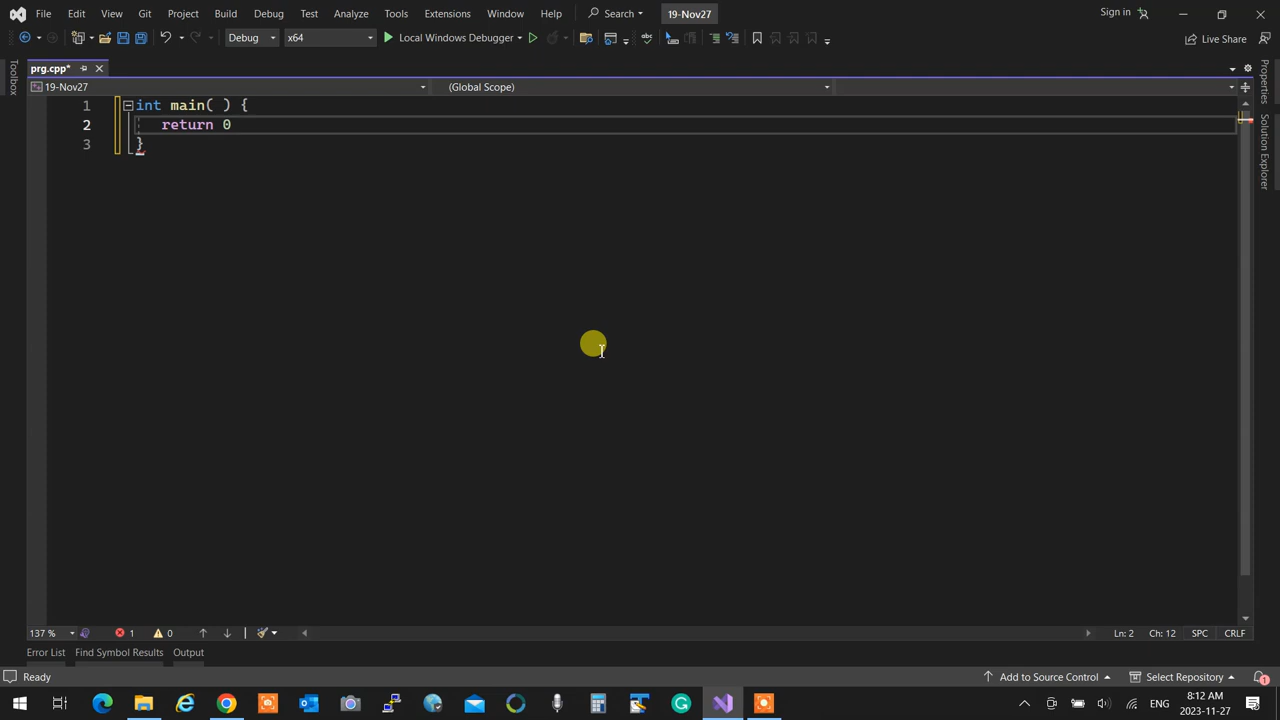 File Edit View Git Project Build Debug Test Analyze Tools Extensions Window Help Search 19-Nov27 Sign in
Debug x64 Local Windows Debugger Live Share
Toolbox
prg.cpp*
19-Nov27 (Global Scope)
1 int main( ) {
2 return 0
3 }
Properties
Solution Explorer
137 % 1 0 Ln: 2 Ch: 12 SPC CRLF
Error List Find Symbol Results Output
Ready Add to Source Control Select Repository 1
ENG 8:12 AM
2023-11-27